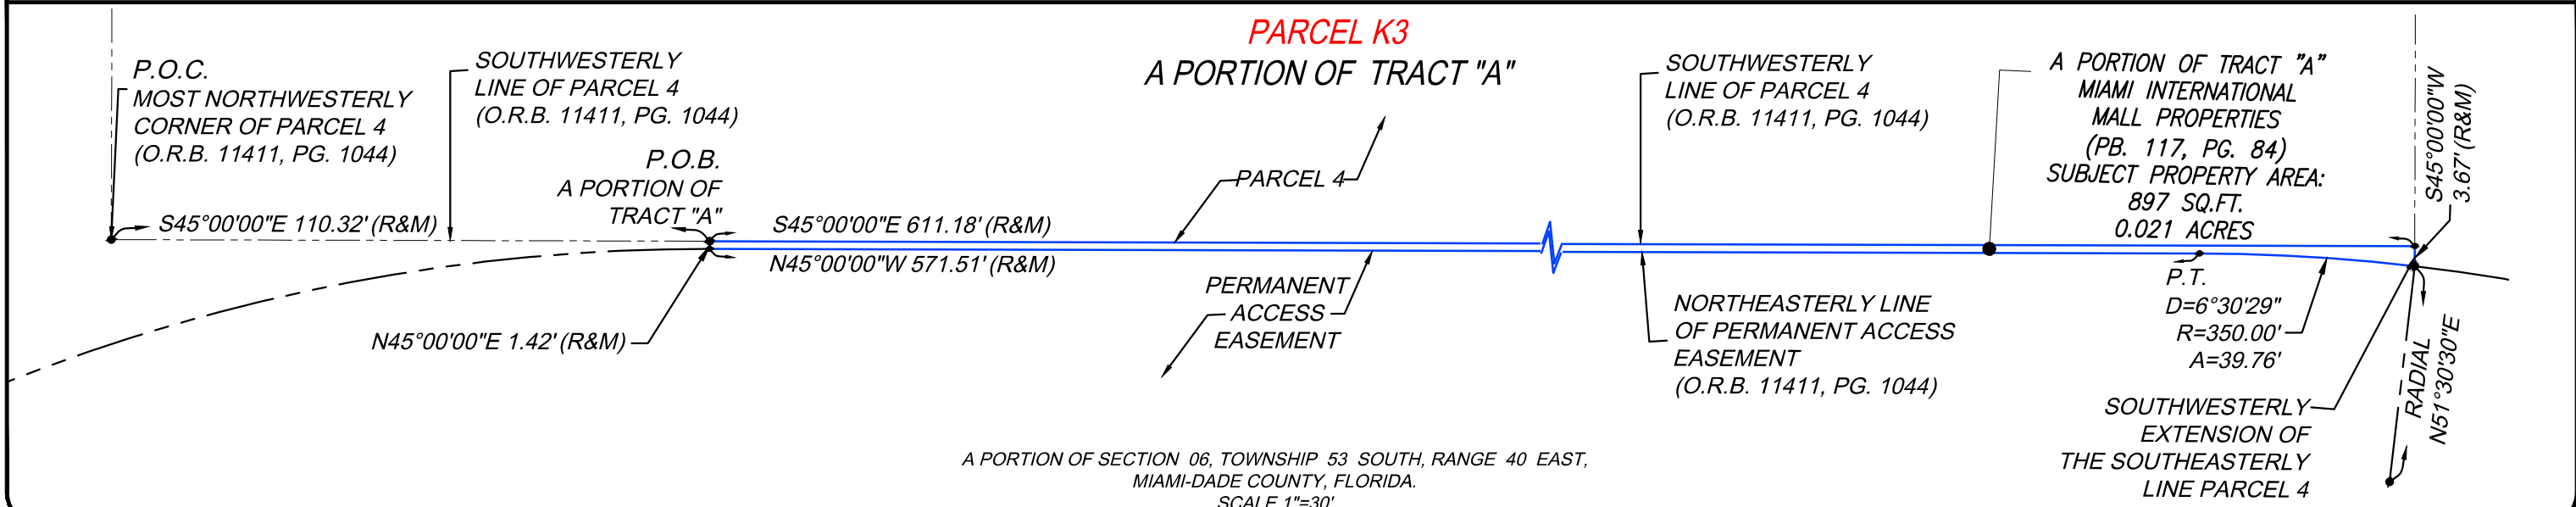 PARCEL K3
A PORTION OF TRACT "A"
P.O.C.
MOST NORTHWESTERLY
CORNER OF PARCEL 4
(O.R.B. 11411, PG. 1044)
SOUTHWESTERLY
LINE OF PARCEL 4
(O.R.B. 11411, PG. 1044)
P.O.B.
A PORTION OF
TRACT "A"
S45°00'00"E 110.32' (R&M)
S45°00'00"E 611.18' (R&M)
N45°00'00"W 571.51' (R&M)
N45°00'00"E 1.42' (R&M)
PARCEL 4
PERMANENT
ACCESS
EASEMENT
SOUTHWESTERLY
LINE OF PARCEL 4
(O.R.B. 11411, PG. 1044)
NORTHEASTERLY LINE
OF PERMANENT ACCESS
EASEMENT
(O.R.B. 11411, PG. 1044)
A PORTION OF TRACT "A"
MIAMI INTERNATIONAL
MALL PROPERTIES
(PB. 117, PG. 84)
SUBJECT PROPERTY AREA:
897 SQ.FT.
0.021 ACRES
S45°00'00"W
3.67' (R&M)
P.T.
D=6°30'29"
R=350.00'
A=39.76'
RADIAL
N51°30'30"E
SOUTHWESTERLY
EXTENSION OF
THE SOUTHEASTERLY
LINE PARCEL 4
A PORTION OF SECTION 06, TOWNSHIP 53 SOUTH, RANGE 40 EAST,
MIAMI-DADE COUNTY, FLORIDA.
SCALE 1"=30'